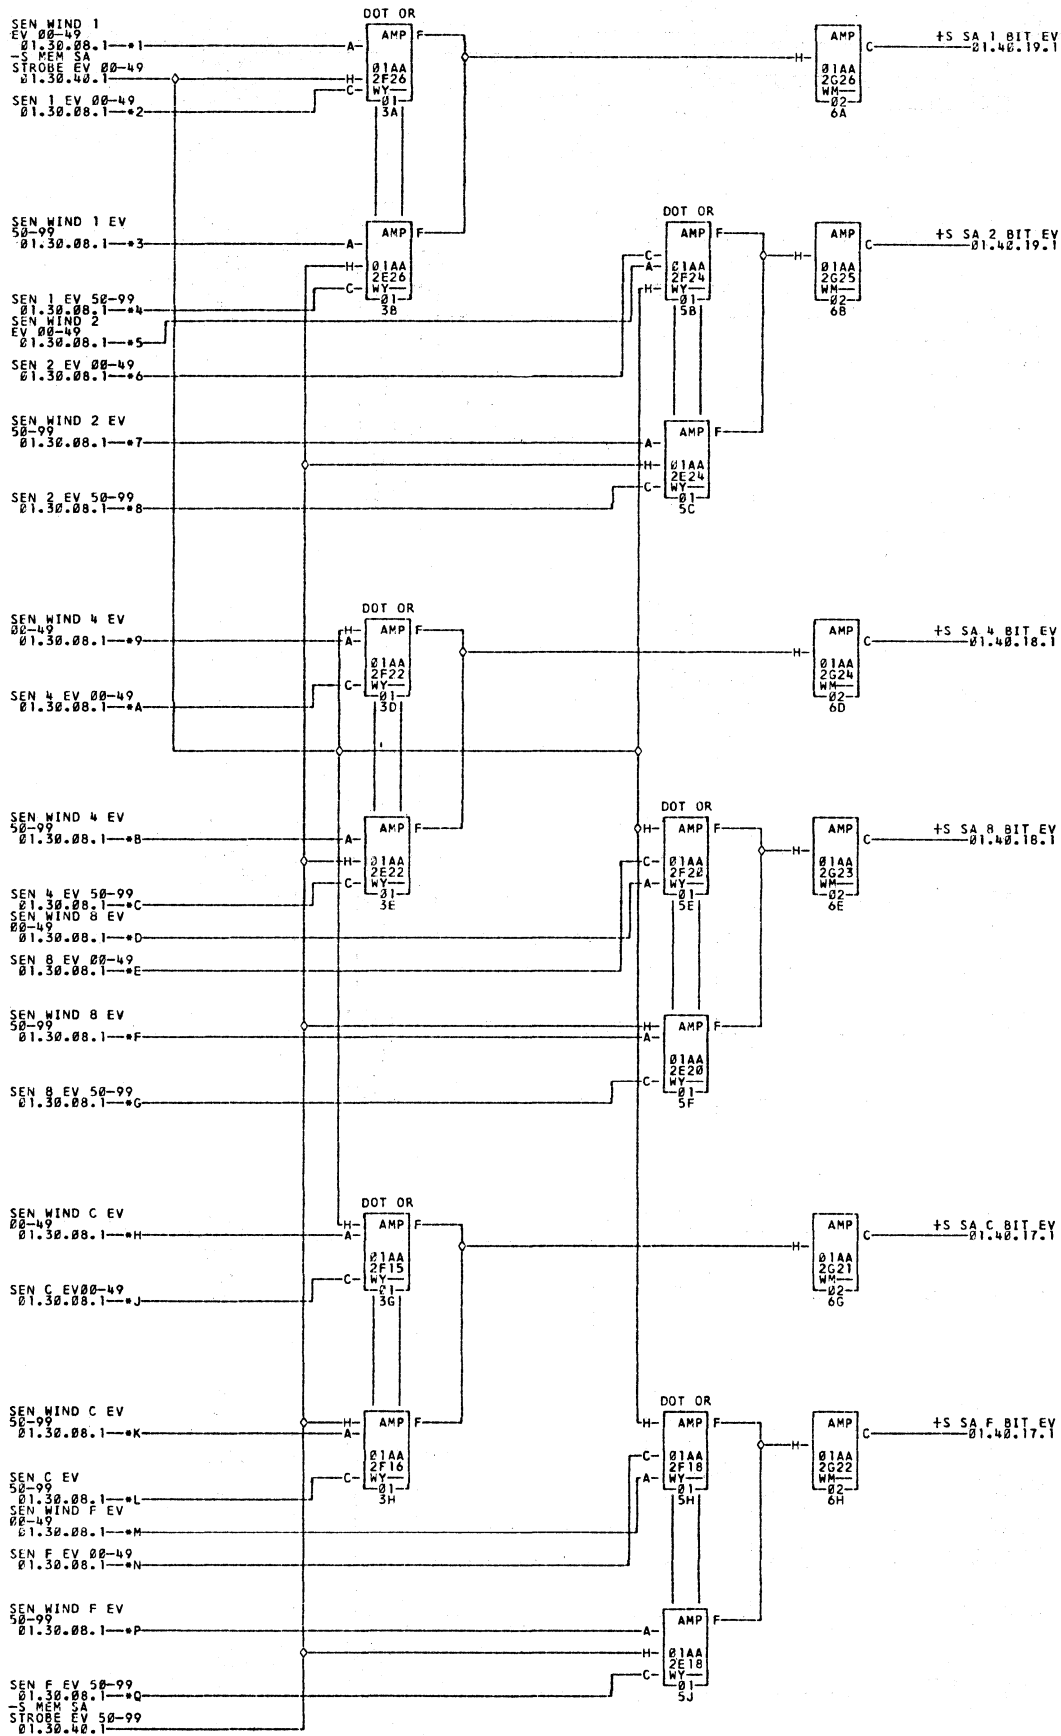 SEN WIND 1
EV 00-49
01.30.08.1—*1
-S MEM SA
STROBE EV 00-49
01.30.40.1
SEN 1 EV 00-49
01.30.08.1—*2
DOT OR
AMP F
A
H
C
01AA
2F26
WY
01
3A
AMP C
H
01AA
2G26
WM
02
6A
+S SA 1 BIT EV
01.40.19.1
SEN WIND 1 EV
50-99
01.30.08.1—*3
SEN 1 EV 50-99
01.30.08.1—*4
SEN WIND 2
EV 00-49
01.30.08.1—*5
SEN 2 EV 00-49
01.30.08.1—*6
AMP F
A
H
C
01AA
2E26
WY
01
3B
DOT OR
AMP F
C
A
H
01AA
2F24
WY
01
5B
AMP C
H
01AA
2G25
WM
02
6B
+S SA 2 BIT EV
01.40.19.1
SEN WIND 2 EV
50-99
01.30.08.1—*7
SEN 2 EV 50-99
01.30.08.1—*8
AMP F
A
H
C
01AA
2E24
WY
01
5C
SEN WIND 4 EV
00-49
01.30.08.1—*9
SEN 4 EV 00-49
01.30.08.1—*A
DOT OR
AMP F
H
A
C
01AA
2F22
WY
01
3D
AMP C
H
01AA
2G24
WM
02
6D
+S SA 4 BIT EV
01.40.18.1
SEN WIND 4 EV
50-99
01.30.08.1—*B
SEN 4 EV 50-99
01.30.08.1—*C
SEN WIND 8 EV
00-49
01.30.08.1—*D
SEN 8 EV 00-49
01.30.08.1—*E
AMP F
A
H
C
01AA
2E22
WY
01
3E
DOT OR
AMP F
H
C
A
01AA
2F20
WY
01
5E
AMP C
H
01AA
2G23
WM
02
6E
+S SA 8 BIT EV
01.40.18.1
SEN WIND 8 EV
50-99
01.30.08.1—*F
SEN 8 EV 50-99
01.30.08.1—*G
AMP F
H
A
C
01AA
2E20
WY
01
5F
SEN WIND C EV
00-49
01.30.08.1—*H
SEN C EV00-49
01.30.08.1—*J
DOT OR
AMP F
H
A
C
01AA
2F15
WY
01
3G
AMP C
H
01AA
2G21
WM
02
6G
+S SA C BIT EV
01.40.17.1
SEN WIND C EV
50-99
01.30.08.1—*K
SEN C EV
50-99
01.30.08.1—*L
SEN WIND F EV
00-49
01.30.08.1—*M
SEN F EV 00-49
01.30.08.1—*N
AMP F
H
A
C
01AA
2F16
WY
01
3H
DOT OR
AMP F
H
C
A
01AA
2F18
WY
01
5H
AMP C
H
01AA
2G22
WM
02
6H
+S SA F BIT EV
01.40.17.1
SEN WIND F EV
50-99
01.30.08.1—*P
SEN F EV 50-99
01.30.08.1—*Q
-S MEM SA
STROBE EV 50-99
01.30.40.1
AMP F
A
H
C
01AA
2E18
WY
01
5J